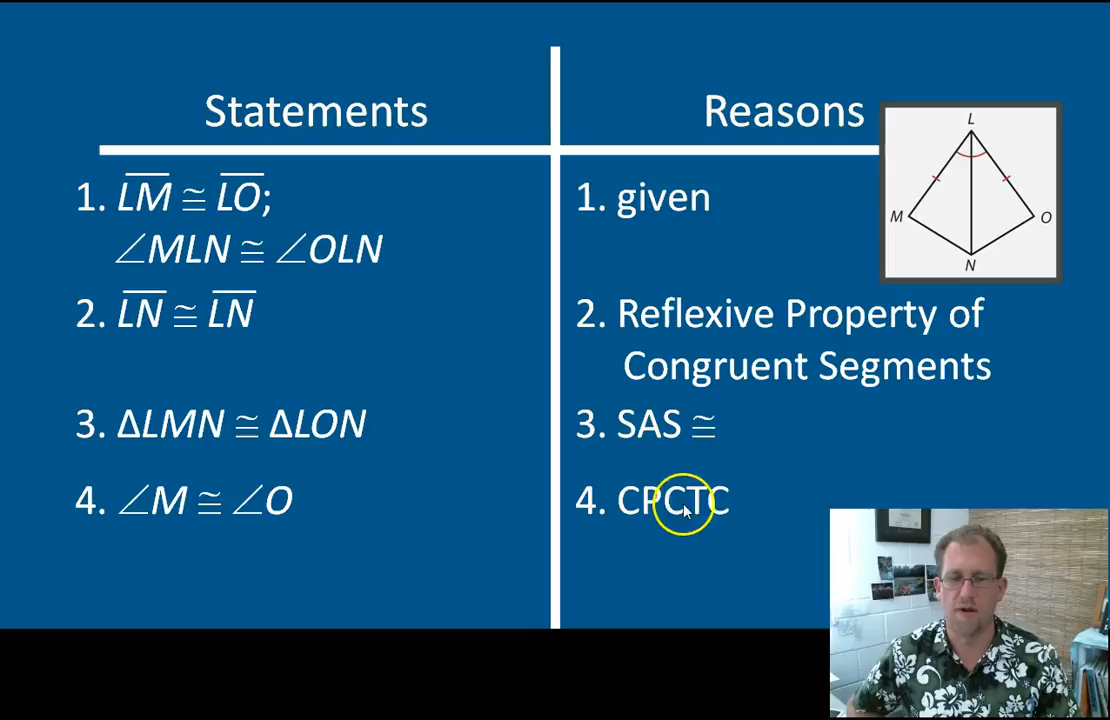 Statements
Reasons
1. LM ≅ LO;
∠MLN ≅ ∠OLN
1. given
2. LN ≅ LN
2. Reflexive Property of
Congruent Segments
3. ΔLMN ≅ ΔLON
3. SAS ≅
4. ∠M ≅ ∠O
4. CPCTC
L
M
O
N